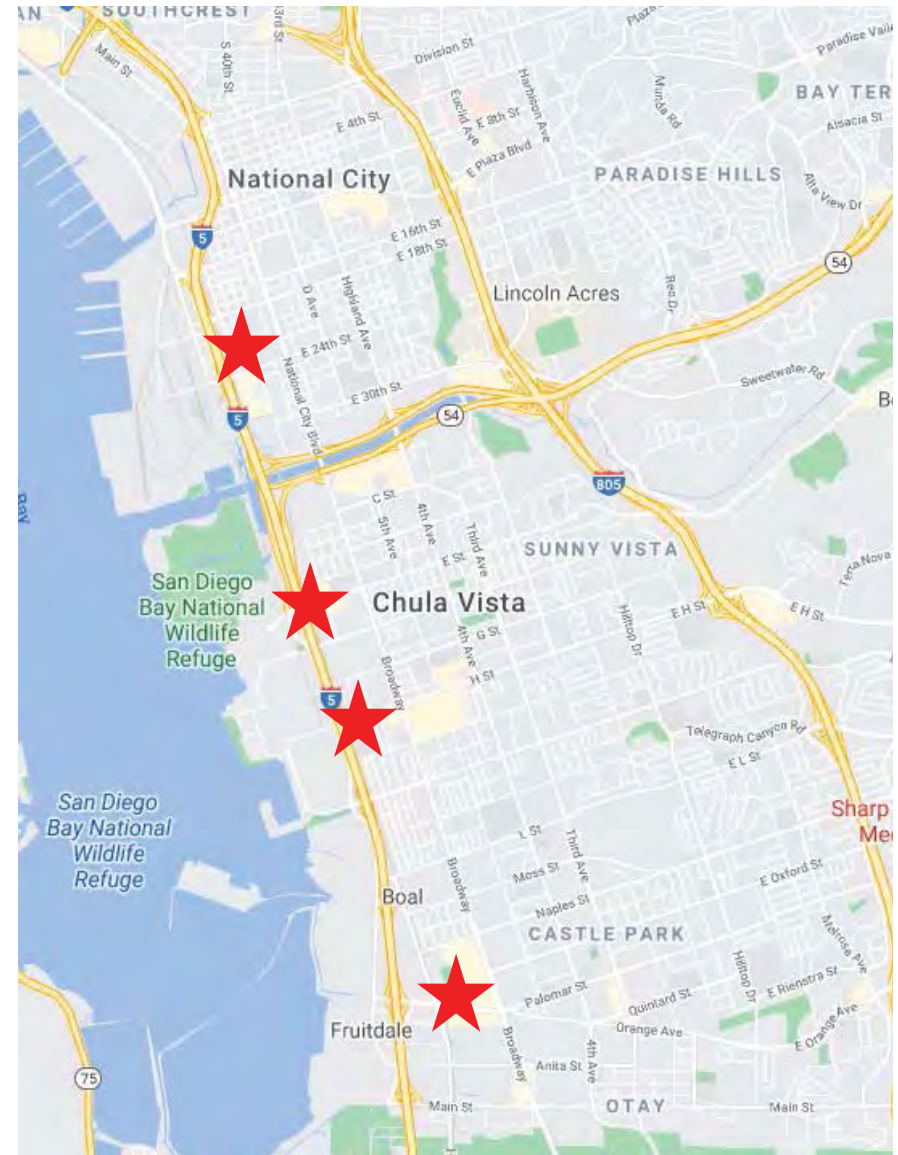 SOUTHCREST
Main St
S 40th St
Division St
Paradise
BAY TER
Alsacia St
Harbison Ave
Euclid Ave
E 8th St
E 4th St
Munda Rd
E Plaza Blvd
National City
PARADISE HILLS
Alta View Dr
E 16th St
E 18th St
5
54
Lincoln Acres
Reo Dr
D Ave
Highland Ave
E 24th St
National City Blvd
E 30th St
Sweetwater Rd
5
54
805
C St
5th Ave
4th Ave
E St
Third Ave
SUNNY VISTA
Terra Nova
San Diego
Bay National
Wildlife
Refuge
Chula Vista
E H St
E H St
4th Ave
G St
Hilltop Dr
H St
Broadway
5
Telegraph Canyon Rd
E L St
San Diego
Bay National
Wildlife
Refuge
Sharp
L St
Third Ave
Moss St
Broadway
E Oxford St
Boal
Naples St
CASTLE PARK
Melrose Ave
Hilltop Dr
E Rienstra St
Palomar St
Quintard St
Orange Ave
E Orange Ave
Fruitdale
Broadway
4th Ave
Anita St
75
Main St
OTAY
Main St